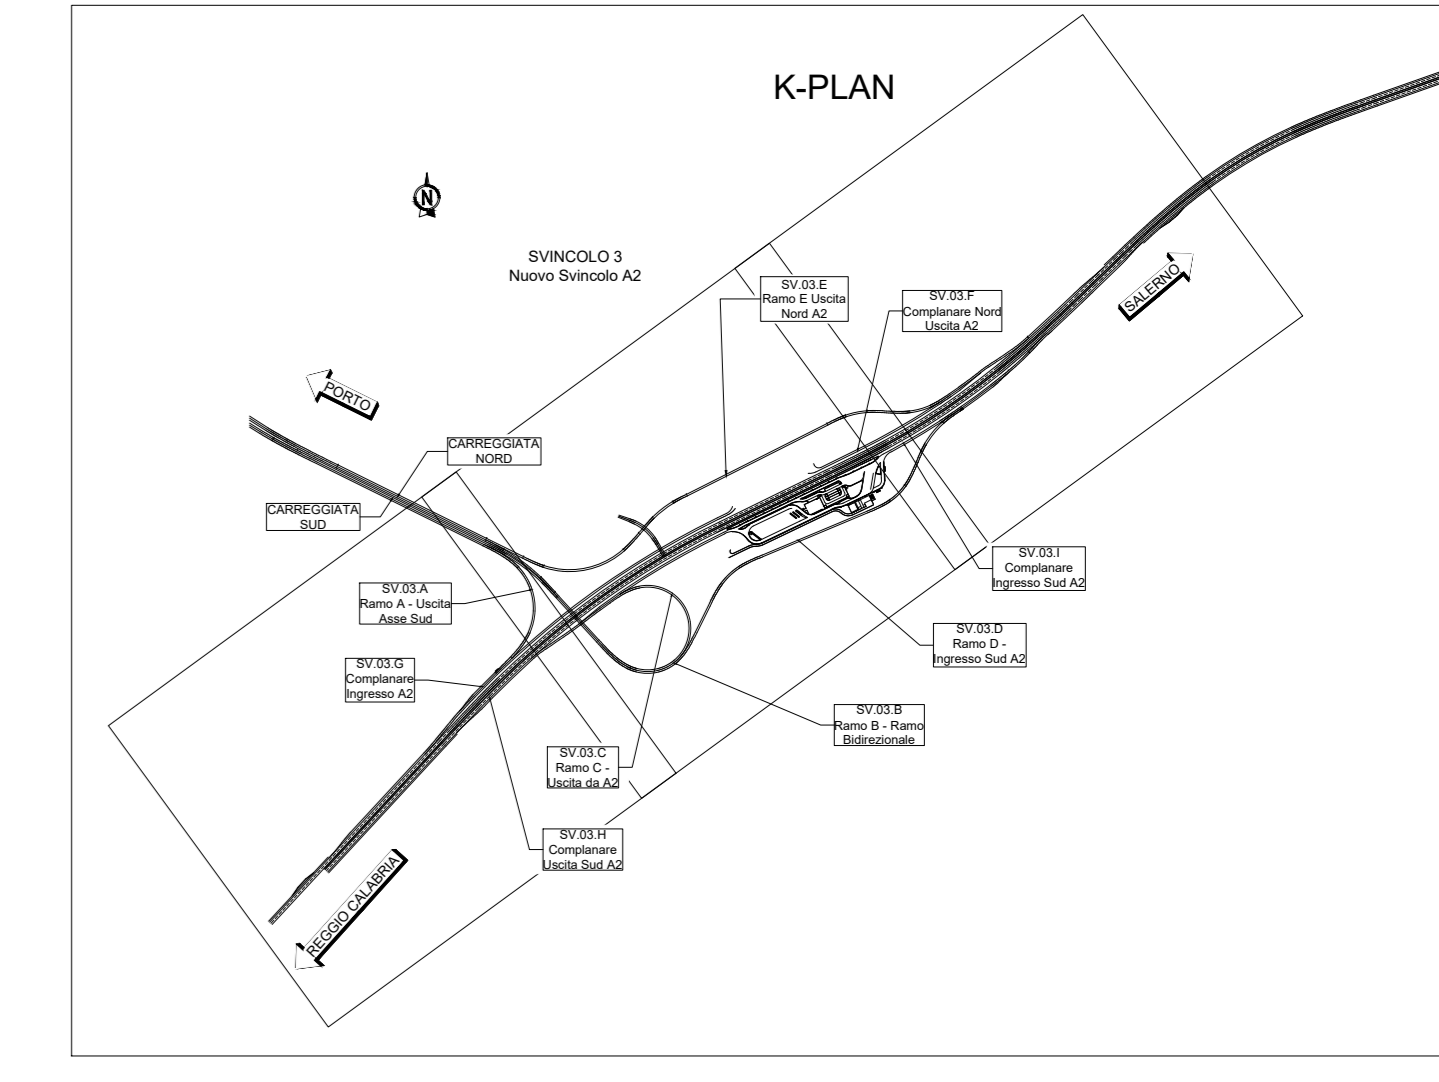 K-PLAN
N
SVINCOLO 3
Nuovo Svincolo A2
SV.03.E
Ramo E Uscita
Nord A2
SV.03.F
Complanare Nord
Uscita A2
SALERNO
PORTO
CARREGGIATA
NORD
CARREGGIATA
SUD
SV.03.I
Complanare
Ingresso Sud A2
SV.03.A
Ramo A - Uscita
Asse Sud
SV.03.D
Ramo D -
Ingresso Sud A2
SV.03.G
Complanare
Ingresso A2
SV.03.B
Ramo B - Ramo
Bidirezionale
SV.03.C
Ramo C -
Uscita da A2
SV.03.H
Complanare
Uscita Sud A2
REGGIO CALABRIA